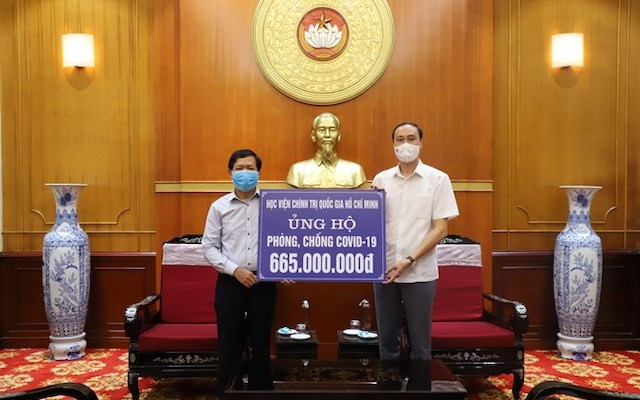 HỌC VIỆN CHÍNH TRỊ QUỐC GIA HỒ CHÍ MINH
ỦNG HỘ
PHÒNG, CHỐNG COVID-19
665.000.000đ